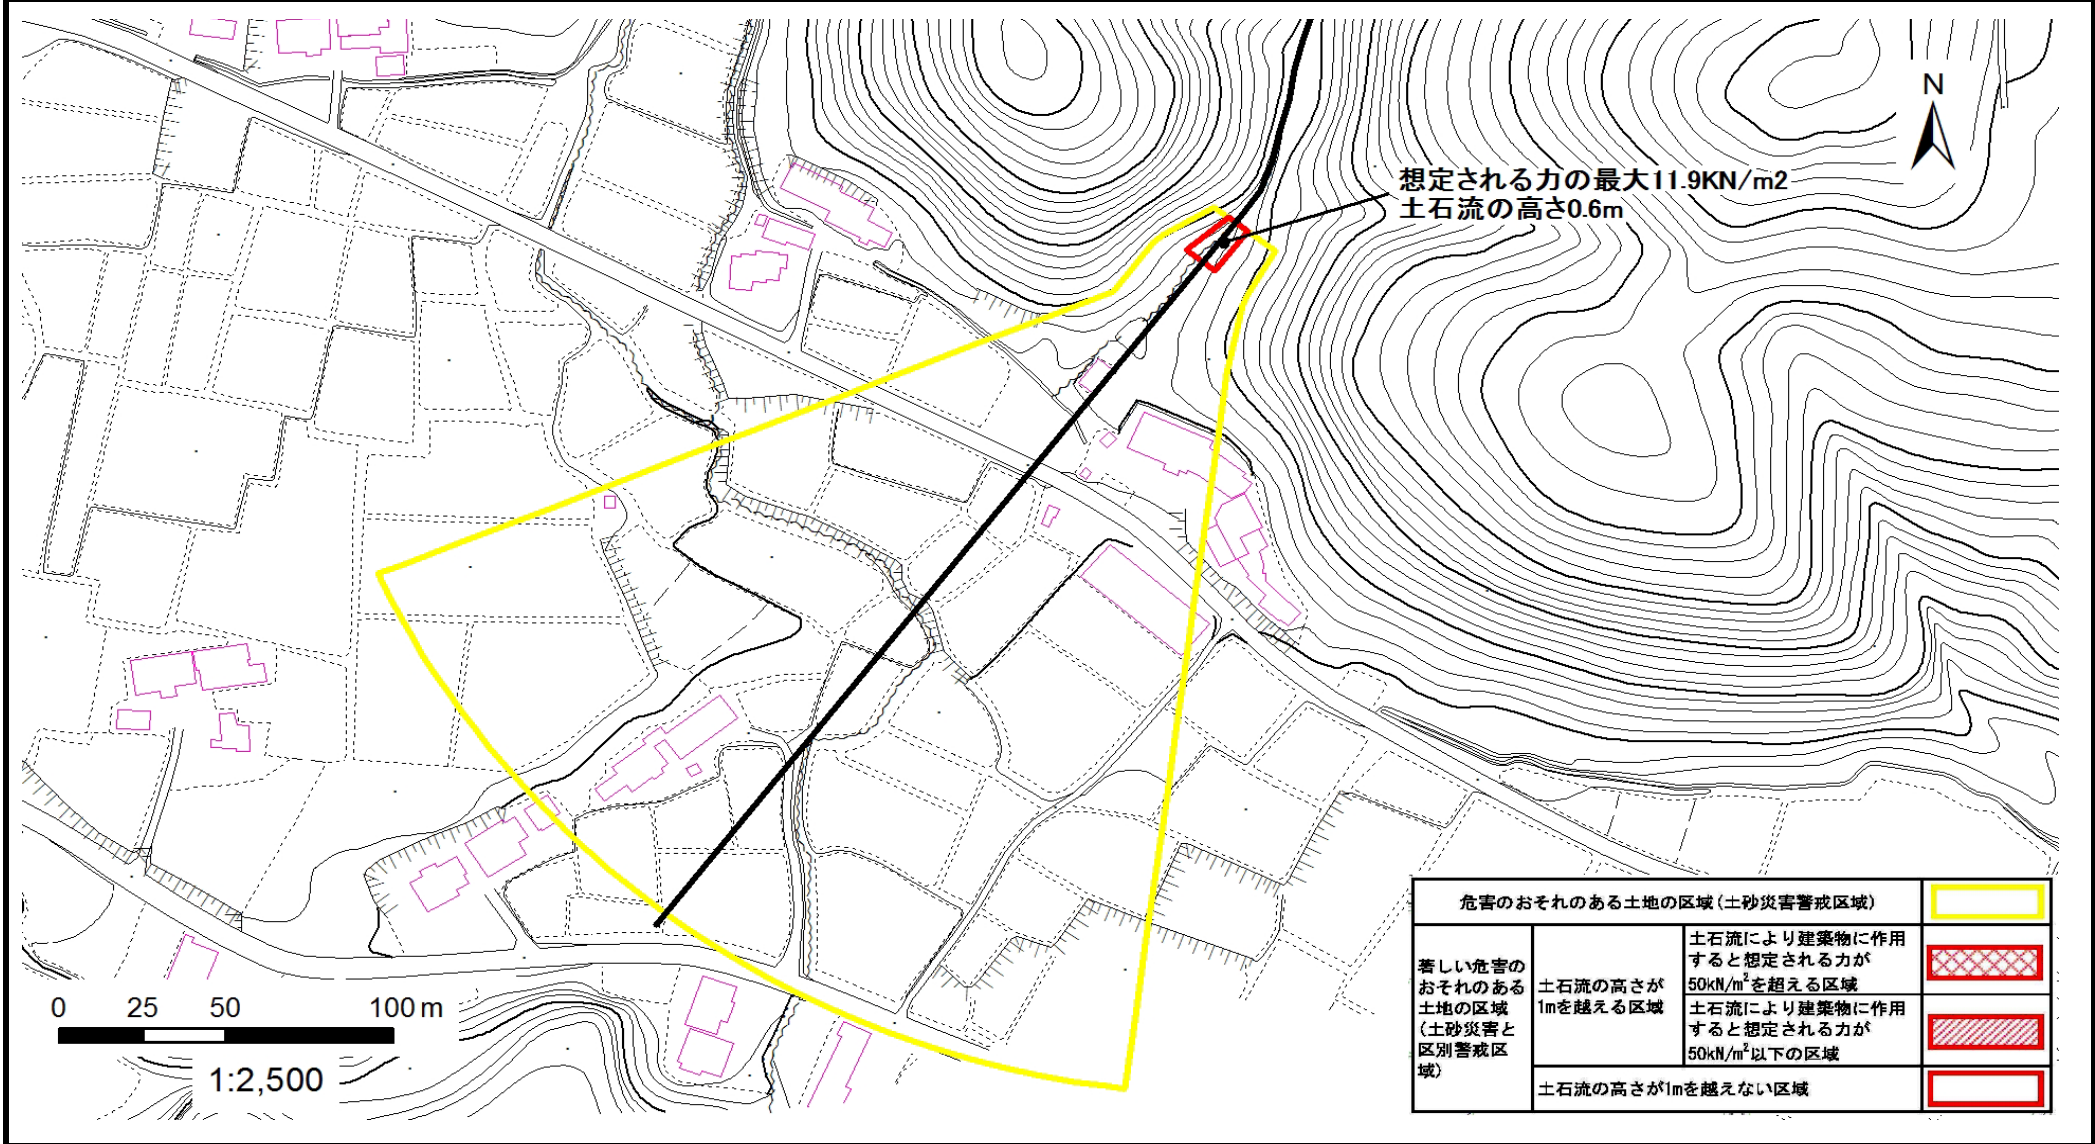 N
想定される力の最大11.9KN/m2
土石流の高さ0.6m
0 25 50 100m
1:2,500
危害のおそれのある土地の区域(土砂災害警戒区域)
著しい危害の
おそれのある
土地の区域
(土砂災害と
区別警戒区
域)
土石流の高さが
1mを越える区域
土石流により建築物に作用
すると想定される力が
50kN/m²を超える区域
土石流により建築物に作用
すると想定される力が
50kN/m²以下の区域
土石流の高さが1mを越えない区域